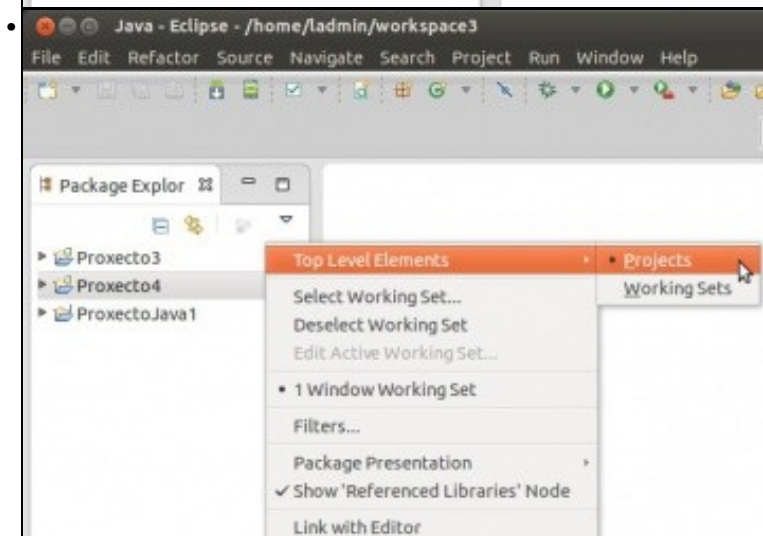 Java - Eclipse - /home/ladmin/workspace3
File Edit Refactor Source Navigate Search Project Run Window Help
Package Explor
Proxecto3
Proxecto4
ProxectoJava1
Top Level Elements
Projects
Working Sets
Select Working Set...
Deselect Working Set
Edit Active Working Set...
1 Window Working Set
Filters...
Package Presentation
Show 'Referenced Libraries' Node
Link with Editor